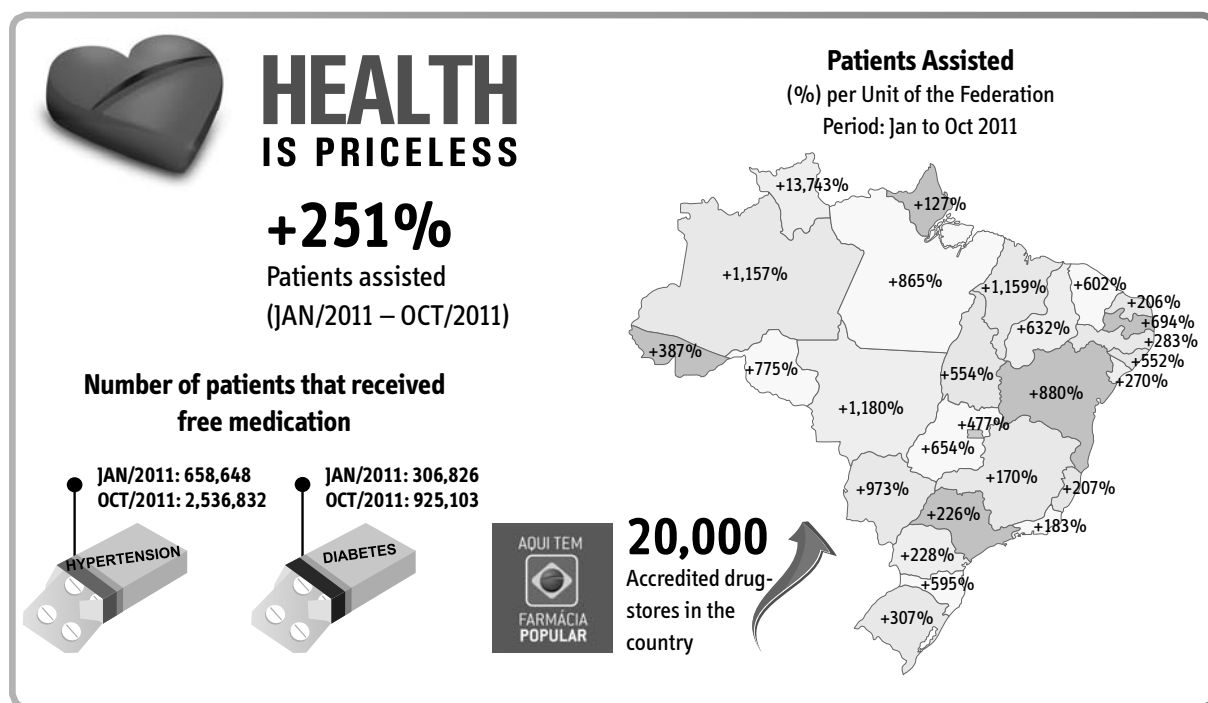 HEALTH
IS PRICELESS
+251%
Patients assisted
(JAN/2011 – OCT/2011)
Number of patients that received
free medication
JAN/2011: 658,648
OCT/2011: 2,536,832
HYPERTENSION
JAN/2011: 306,826
OCT/2011: 925,103
DIABETES
AQUI TEM
FARMÁCIA
POPULAR
20,000
Accredited drug-
stores in the
country
Patients Assisted
(%) per Unit of the Federation
Period: Jan to Oct 2011
+13,743%
+127%
+1,157%
+865%
+1,159%
+602%
+206%
+632%
+694%
+283%
+387%
+775%
+554%
+552%
+270%
+880%
+1,180%
+477%
+654%
+973%
+170%
+207%
+226%
+183%
+228%
+595%
+307%